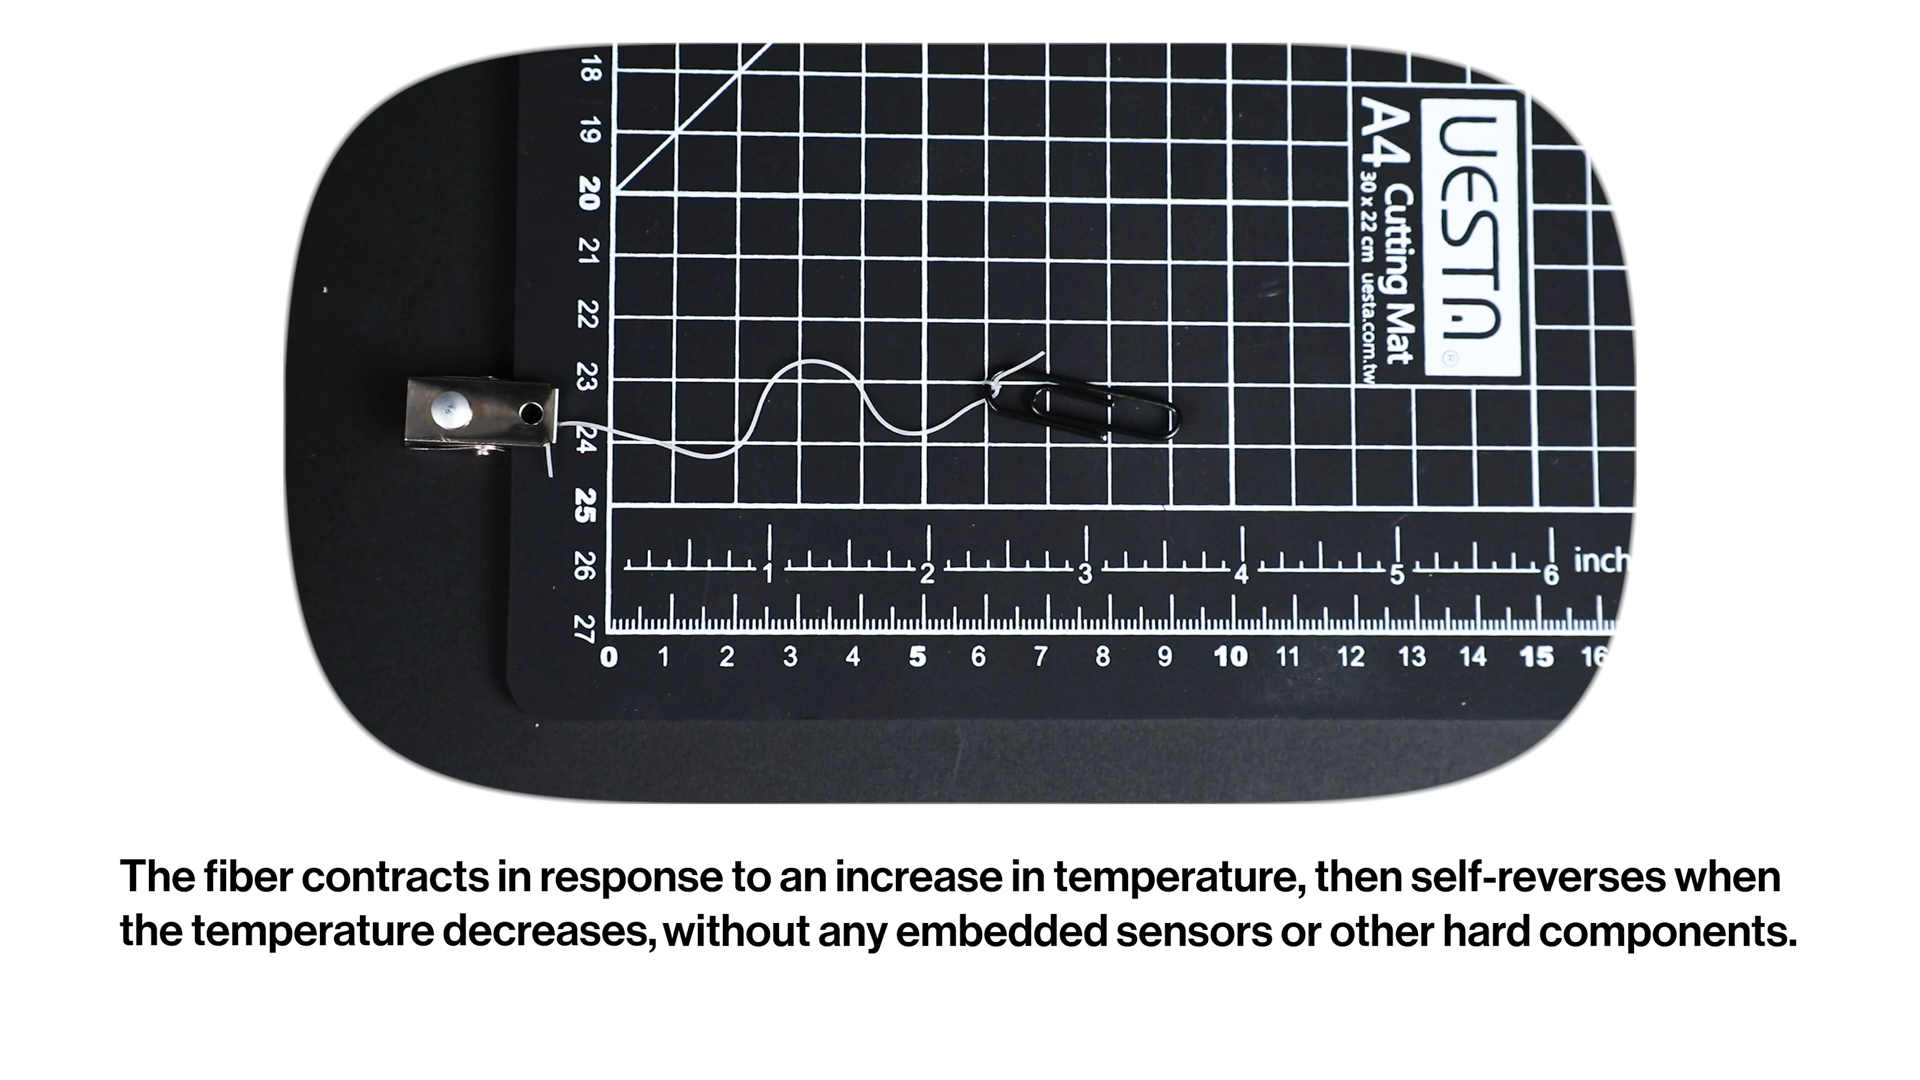 18
19
20
21
22
23
24
25
26
27
UESTA
®
A4 Cutting Mat
30 x 22 cm uesta.com.tw
1 2 3 4 5 6 inch
0 1 2 3 4 5 6 7 8 9 10 11 12 13 14 15 16
The fiber contracts in response to an increase in temperature, then self-reverses when
the temperature decreases, without any embedded sensors or other hard components.